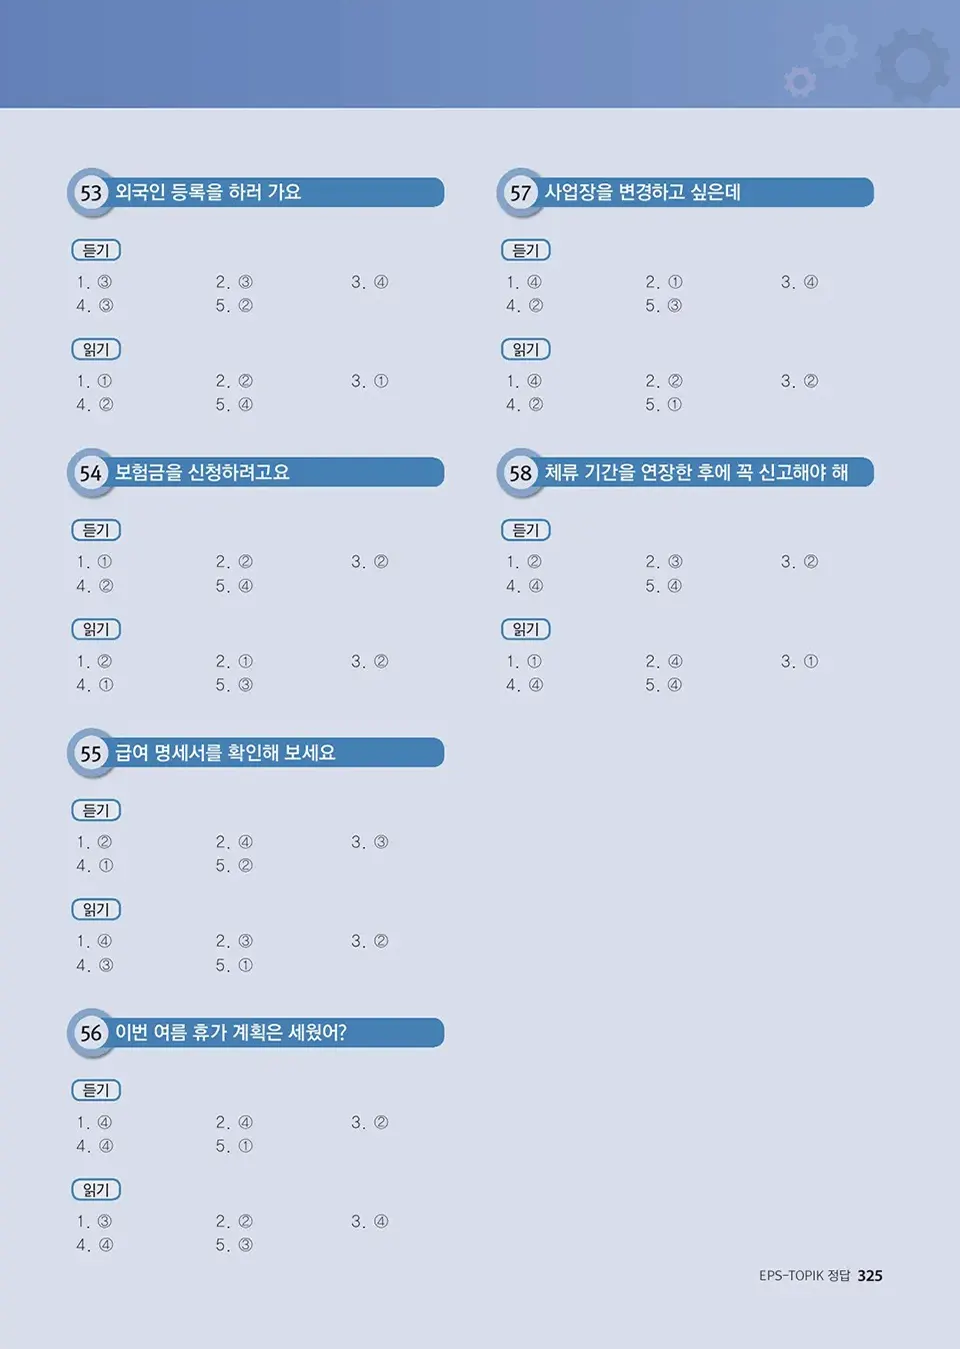 53 외국인 등록을 하러 가요
듣기
1. ③ 2. ③ 3. ④
4. ③ 5. ②
읽기
1. ① 2. ② 3. ①
4. ② 5. ④
54 보험금을 신청하려고요
듣기
1. ① 2. ② 3. ②
4. ② 5. ④
읽기
1. ② 2. ① 3. ②
4. ① 5. ③
55 급여 명세서를 확인해 보세요
듣기
1. ② 2. ④ 3. ③
4. ① 5. ②
읽기
1. ④ 2. ③ 3. ②
4. ③ 5. ①
56 이번 여름 휴가 계획은 세웠어?
듣기
1. ④ 2. ④ 3. ②
4. ④ 5. ①
읽기
1. ③ 2. ② 3. ④
4. ④ 5. ③
57 사업장을 변경하고 싶은데
듣기
1. ④ 2. ① 3. ④
4. ② 5. ③
읽기
1. ④ 2. ② 3. ②
4. ② 5. ①
58 체류 기간을 연장한 후에 꼭 신고해야 해
듣기
1. ② 2. ③ 3. ②
4. ④ 5. ④
읽기
1. ① 2. ④ 3. ①
4. ④ 5. ④
EPS-TOPIK 정답 325